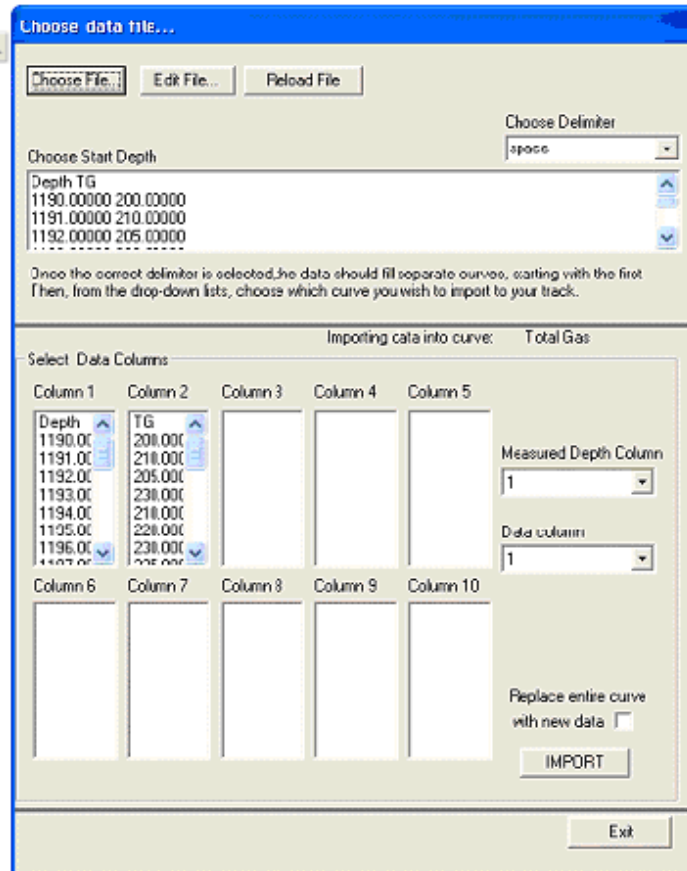 Choose data file...
Choose File... Edit File... Reload File
Choose Delimiter
space
Choose Start Depth
Depth TG
1190.00000 200.00000
1191.00000 210.00000
1192.00000 205.00000
Once the correct delimiter is selected,the data should fill separate curves, starting with the first
Then, from the drop-down lists, choose which curve you wish to import to your track.
Importing data into curve: Total Gas
Select Data Columns
Column 1 Column 2 Column 3 Column 4 Column 5
Depth TG
1190.00 200.000
1191.00 210.000
1192.00 205.000
1193.00 230.000
1194.00 210.000
1195.00 220.000
1196.00 230.000
Measured Depth Column
1
Data column
1
Column 6 Column 7 Column 8 Column 9 Column 10
Replace entire curve
with new data
IMPORT
Exit